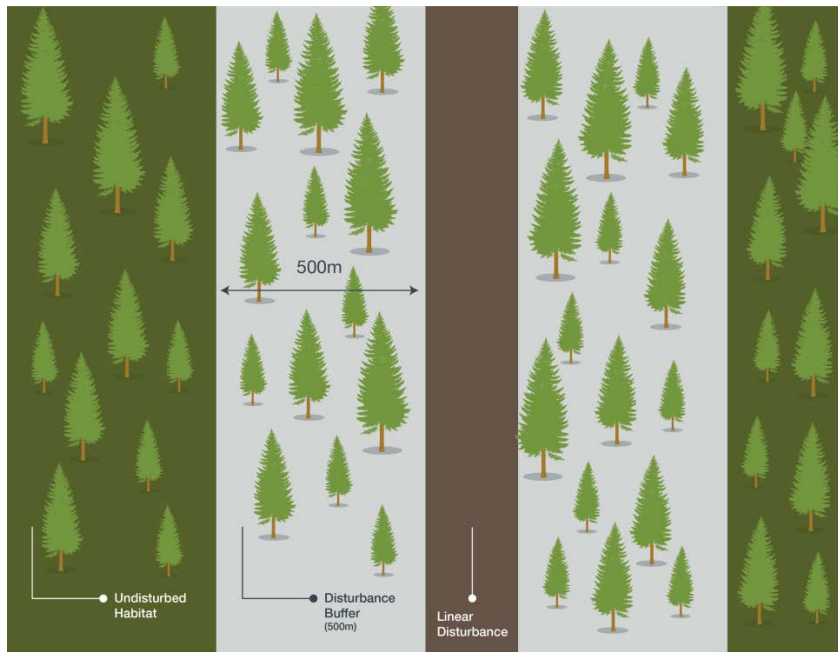 500m
Undisturbed
Habitat
Disturbance
Buffer
(500m)
Linear
Disturbance